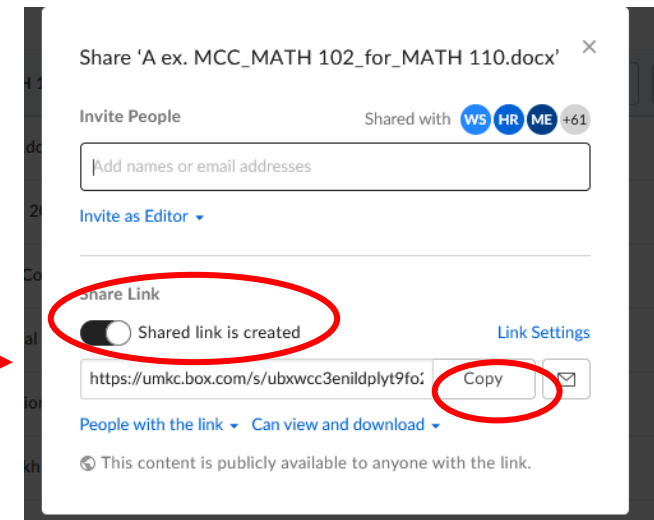 Share 'A ex. MCC_MATH 102_for_MATH 110.docx' ×
Invite People Shared with WS HR ME +61
Add names or email addresses
Invite as Editor
Share Link
Shared link is created Link Settings
https://umkc.box.com/s/ubxwcc3enildplyt9fo Copy
People with the link Can view and download
This content is publicly available to anyone with the link.